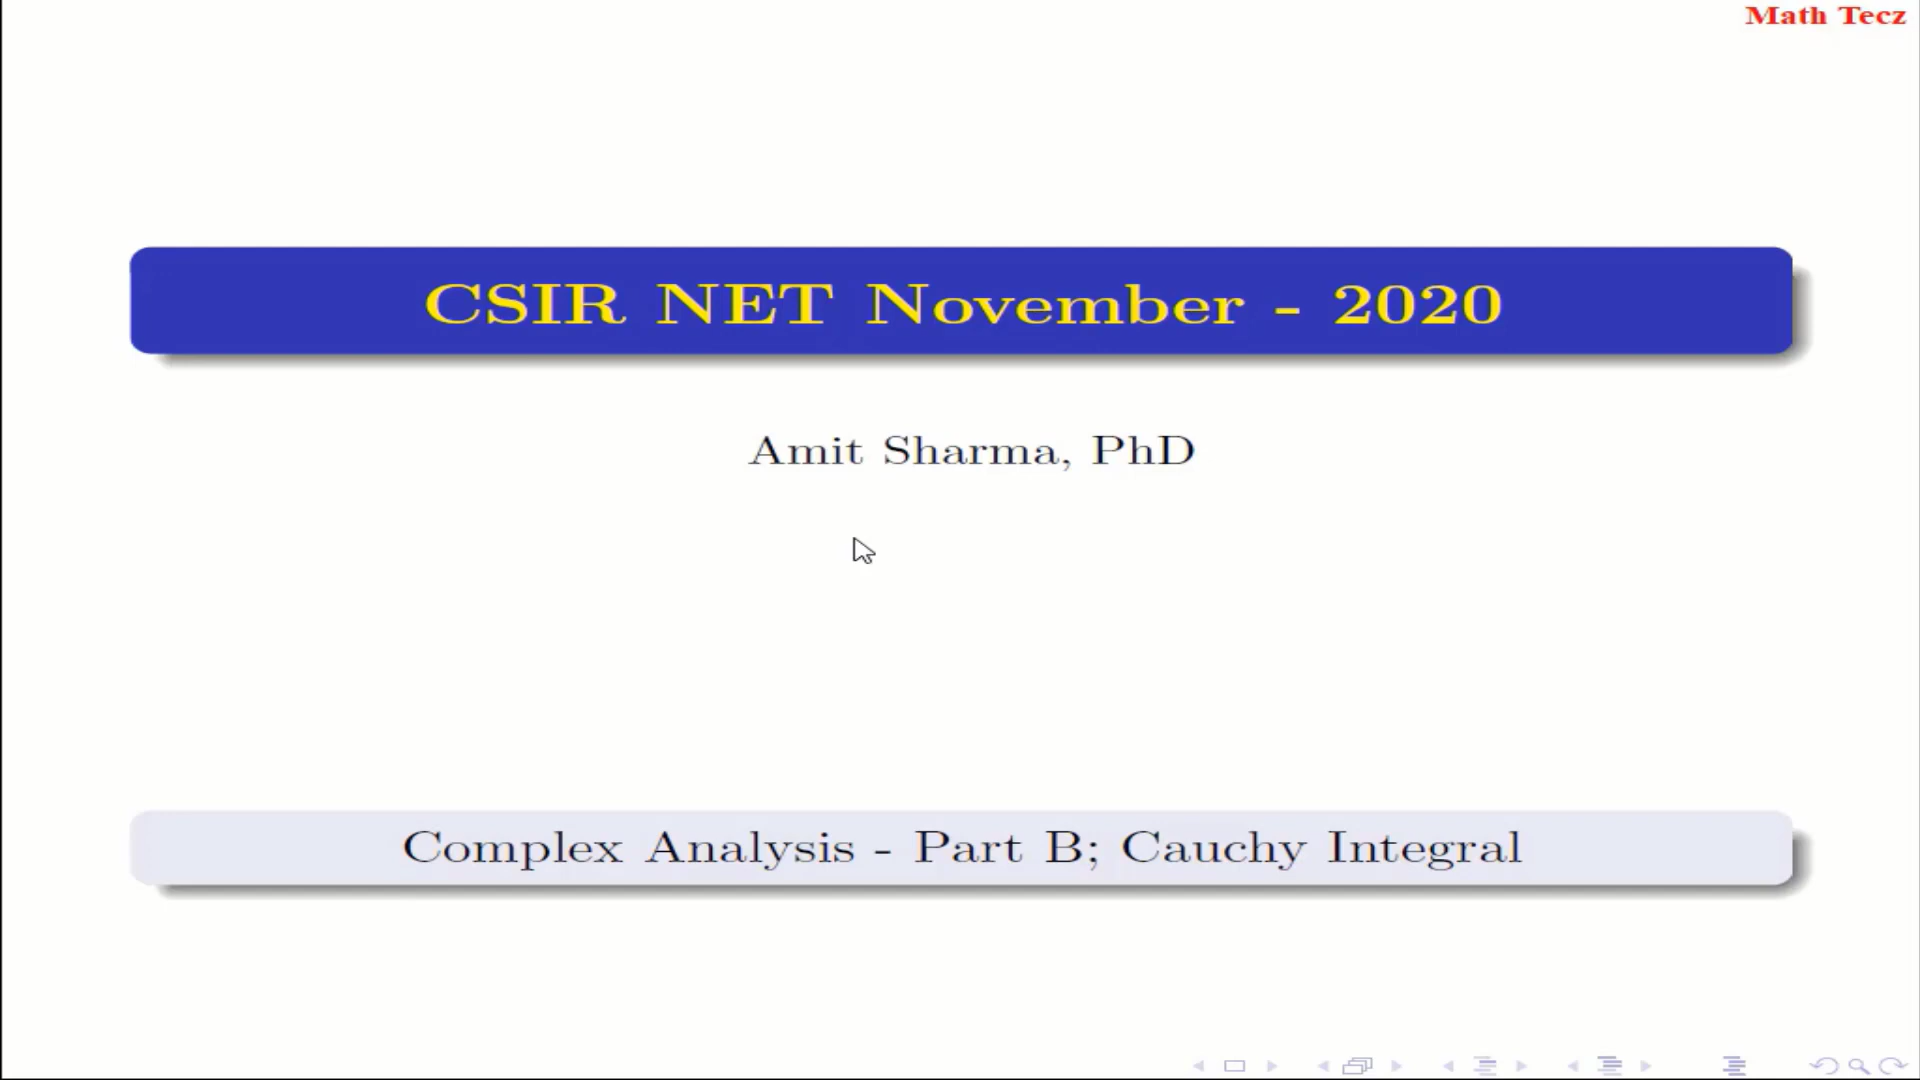 Math Tecz
CSIR NET November - 2020
Amit Sharma, PhD
Complex Analysis - Part B; Cauchy Integral